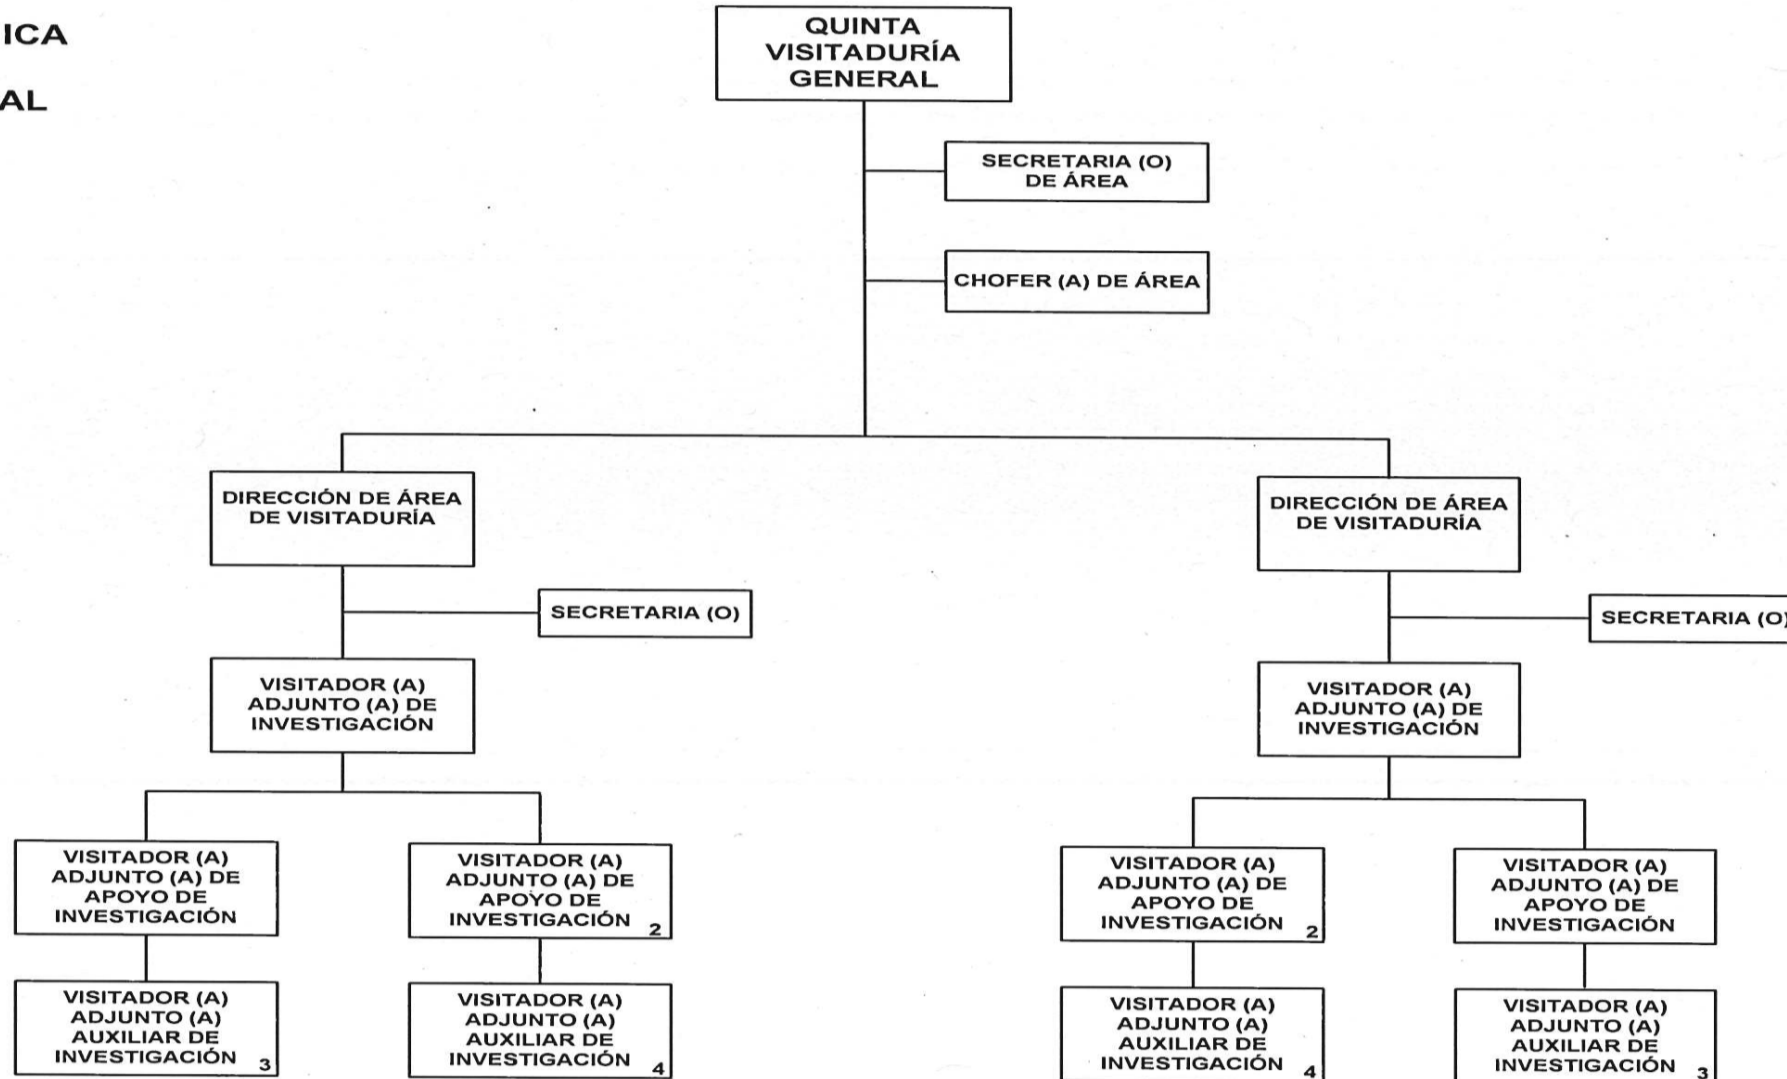 ICA
AL
QUINTA
VISITADURÍA
GENERAL
SECRETARIA (O)
DE ÁREA
CHOFER (A) DE ÁREA
DIRECCIÓN DE ÁREA
DE VISITADURÍA
DIRECCIÓN DE ÁREA
DE VISITADURÍA
SECRETARIA (O)
SECRETARIA (O)
VISITADOR (A)
ADJUNTO (A) DE
INVESTIGACIÓN
VISITADOR (A)
ADJUNTO (A) DE
INVESTIGACIÓN
VISITADOR (A)
ADJUNTO (A) DE
APOYO DE
INVESTIGACIÓN
VISITADOR (A)
ADJUNTO (A) DE
APOYO DE
INVESTIGACIÓN 2
VISITADOR (A)
ADJUNTO (A) DE
APOYO DE
INVESTIGACIÓN 2
VISITADOR (A)
ADJUNTO (A) DE
APOYO DE
INVESTIGACIÓN
VISITADOR (A)
ADJUNTO (A)
AUXILIAR DE
INVESTIGACIÓN 3
VISITADOR (A)
ADJUNTO (A)
AUXILIAR DE
INVESTIGACIÓN 4
VISITADOR (A)
ADJUNTO (A)
AUXILIAR DE
INVESTIGACIÓN 4
VISITADOR (A)
ADJUNTO (A)
AUXILIAR DE
INVESTIGACIÓN 3